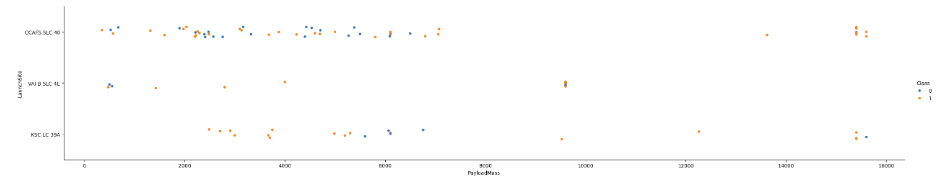 CCAFS SLC 40
VAFB SLC 4E
KSC LC 39A
LaunchSite
0 2000 4000 6000 8000 10000 12000 14000 16000
PayloadMass
Class
0
1